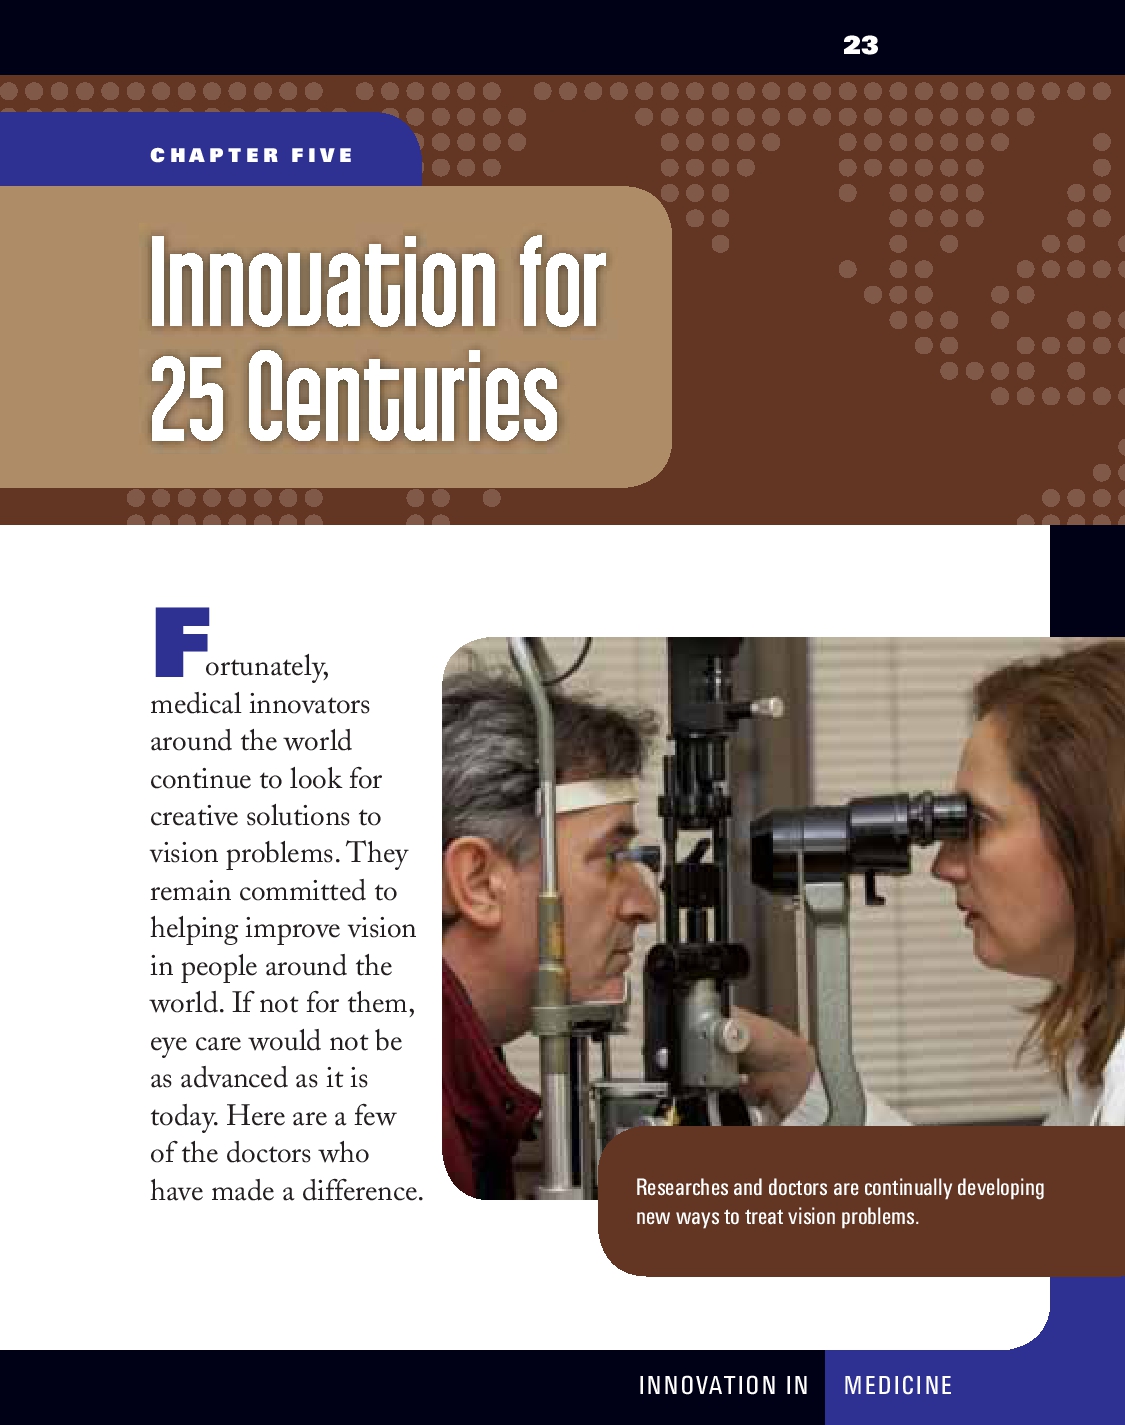 23
CHAPTER FIVE
Innovation for
25 Centuries
Fortunately,
medical innovators
around the world
continue to look for
creative solutions to
vision problems. They
remain committed to
helping improve vision
in people around the
world. If not for them,
eye care would not be
as advanced as it is
today. Here are a few
of the doctors who
have made a difference.
Researches and doctors are continually developing
new ways to treat vision problems.
INNOVATION IN MEDICINE